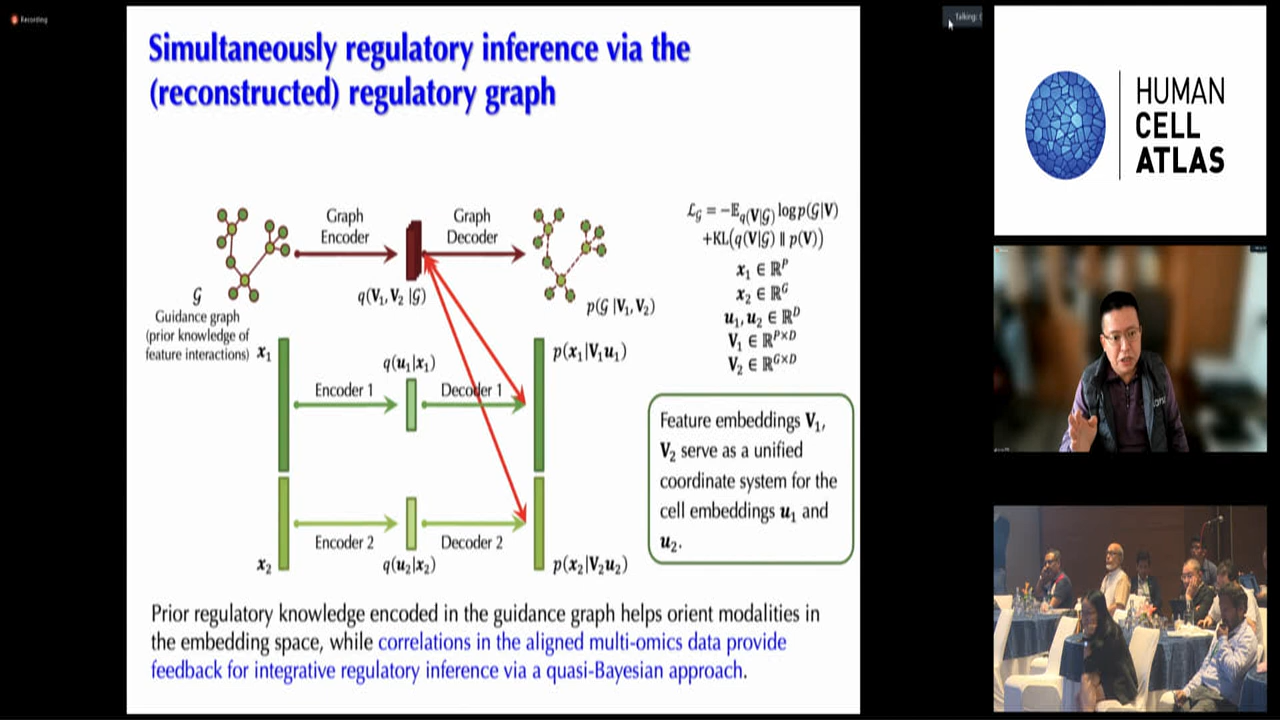 Recording
Talking:
Simultaneously regulatory inference via the
(reconstructed) regulatory graph
HUMAN
CELL
ATLAS
Graph
Encoder
Graph
Decoder
ℒ_G = −𝔼_q(V|G) log p(G|V)
+KL(q(V|G) ‖ p(V))
x₁ ∈ ℝ^P
x₂ ∈ ℝ^G
u₁, u₂ ∈ ℝ^D
V₁ ∈ ℝ^P×D
V₂ ∈ ℝ^G×D
G
q(V₁, V₂ |G)
p(G |V₁, V₂)
Guidance graph
(prior knowledge of
feature interactions)
x₁
q(u₁|x₁)
p(x₁|V₁u₁)
Encoder 1
Decoder 1
Encoder 2
Decoder 2
x₂
q(u₂|x₂)
p(x₂|V₂u₂)
Feature embeddings V₁,
V₂ serve as a unified
coordinate system for the
cell embeddings u₁ and
u₂.
Prior regulatory knowledge encoded in the guidance graph helps orient modalities in
the embedding space, while correlations in the aligned multi-omics data provide
feedback for integrative regulatory inference via a quasi-Bayesian approach.